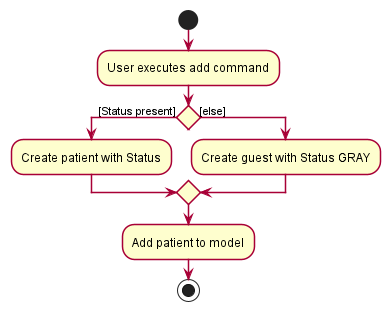 User executes add command
[Status present]
[else]
Create patient with Status
Create guest with Status GRAY
Add patient to model